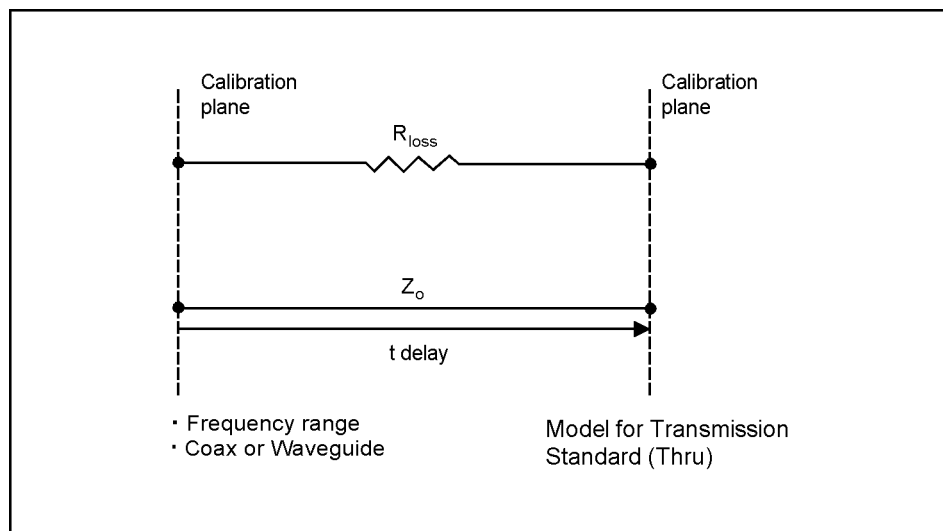 Calibration
plane
Calibration
plane
R_loss
Z_o
t delay
· Frequency range
· Coax or Waveguide
Model for Transmission
Standard (Thru)